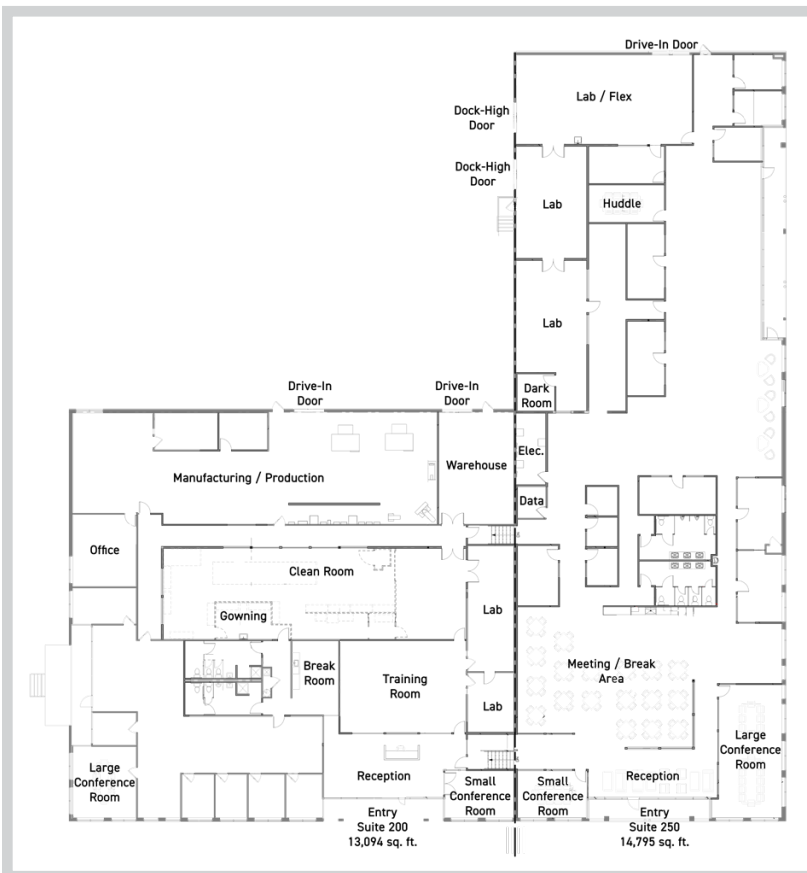 Drive-In Door
Lab / Flex
Dock-High
Door
Dock-High
Door
Lab
Huddle
Lab
Drive-In
Door
Drive-In
Door
Dark
Room
Elec.
Warehouse
Manufacturing / Production
Data
Office
Clean Room
Gowning
Lab
Break
Room
Training
Room
Meeting / Break
Area
Lab
Large
Conference
Room
Large
Conference
Room
Reception
Small
Conference
Room
Small
Conference
Room
Reception
Entry
Suite 200
13,094 sq. ft.
Entry
Suite 250
14,795 sq. ft.